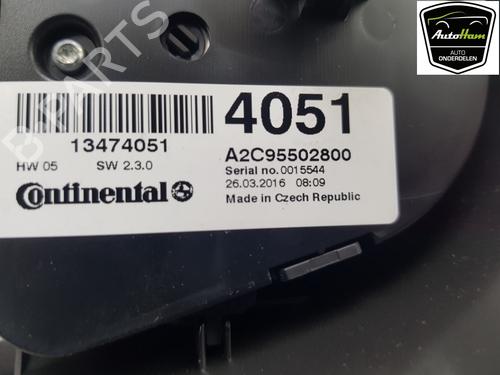 AutoHam
AUTO
ONDERDELEN
B-PARTS
4051
13474051
A2C95502800
HW 05 SW 2.3.0
Serial no.0015544
26.03.2016 08:09
Continental
Made in Czech Republic